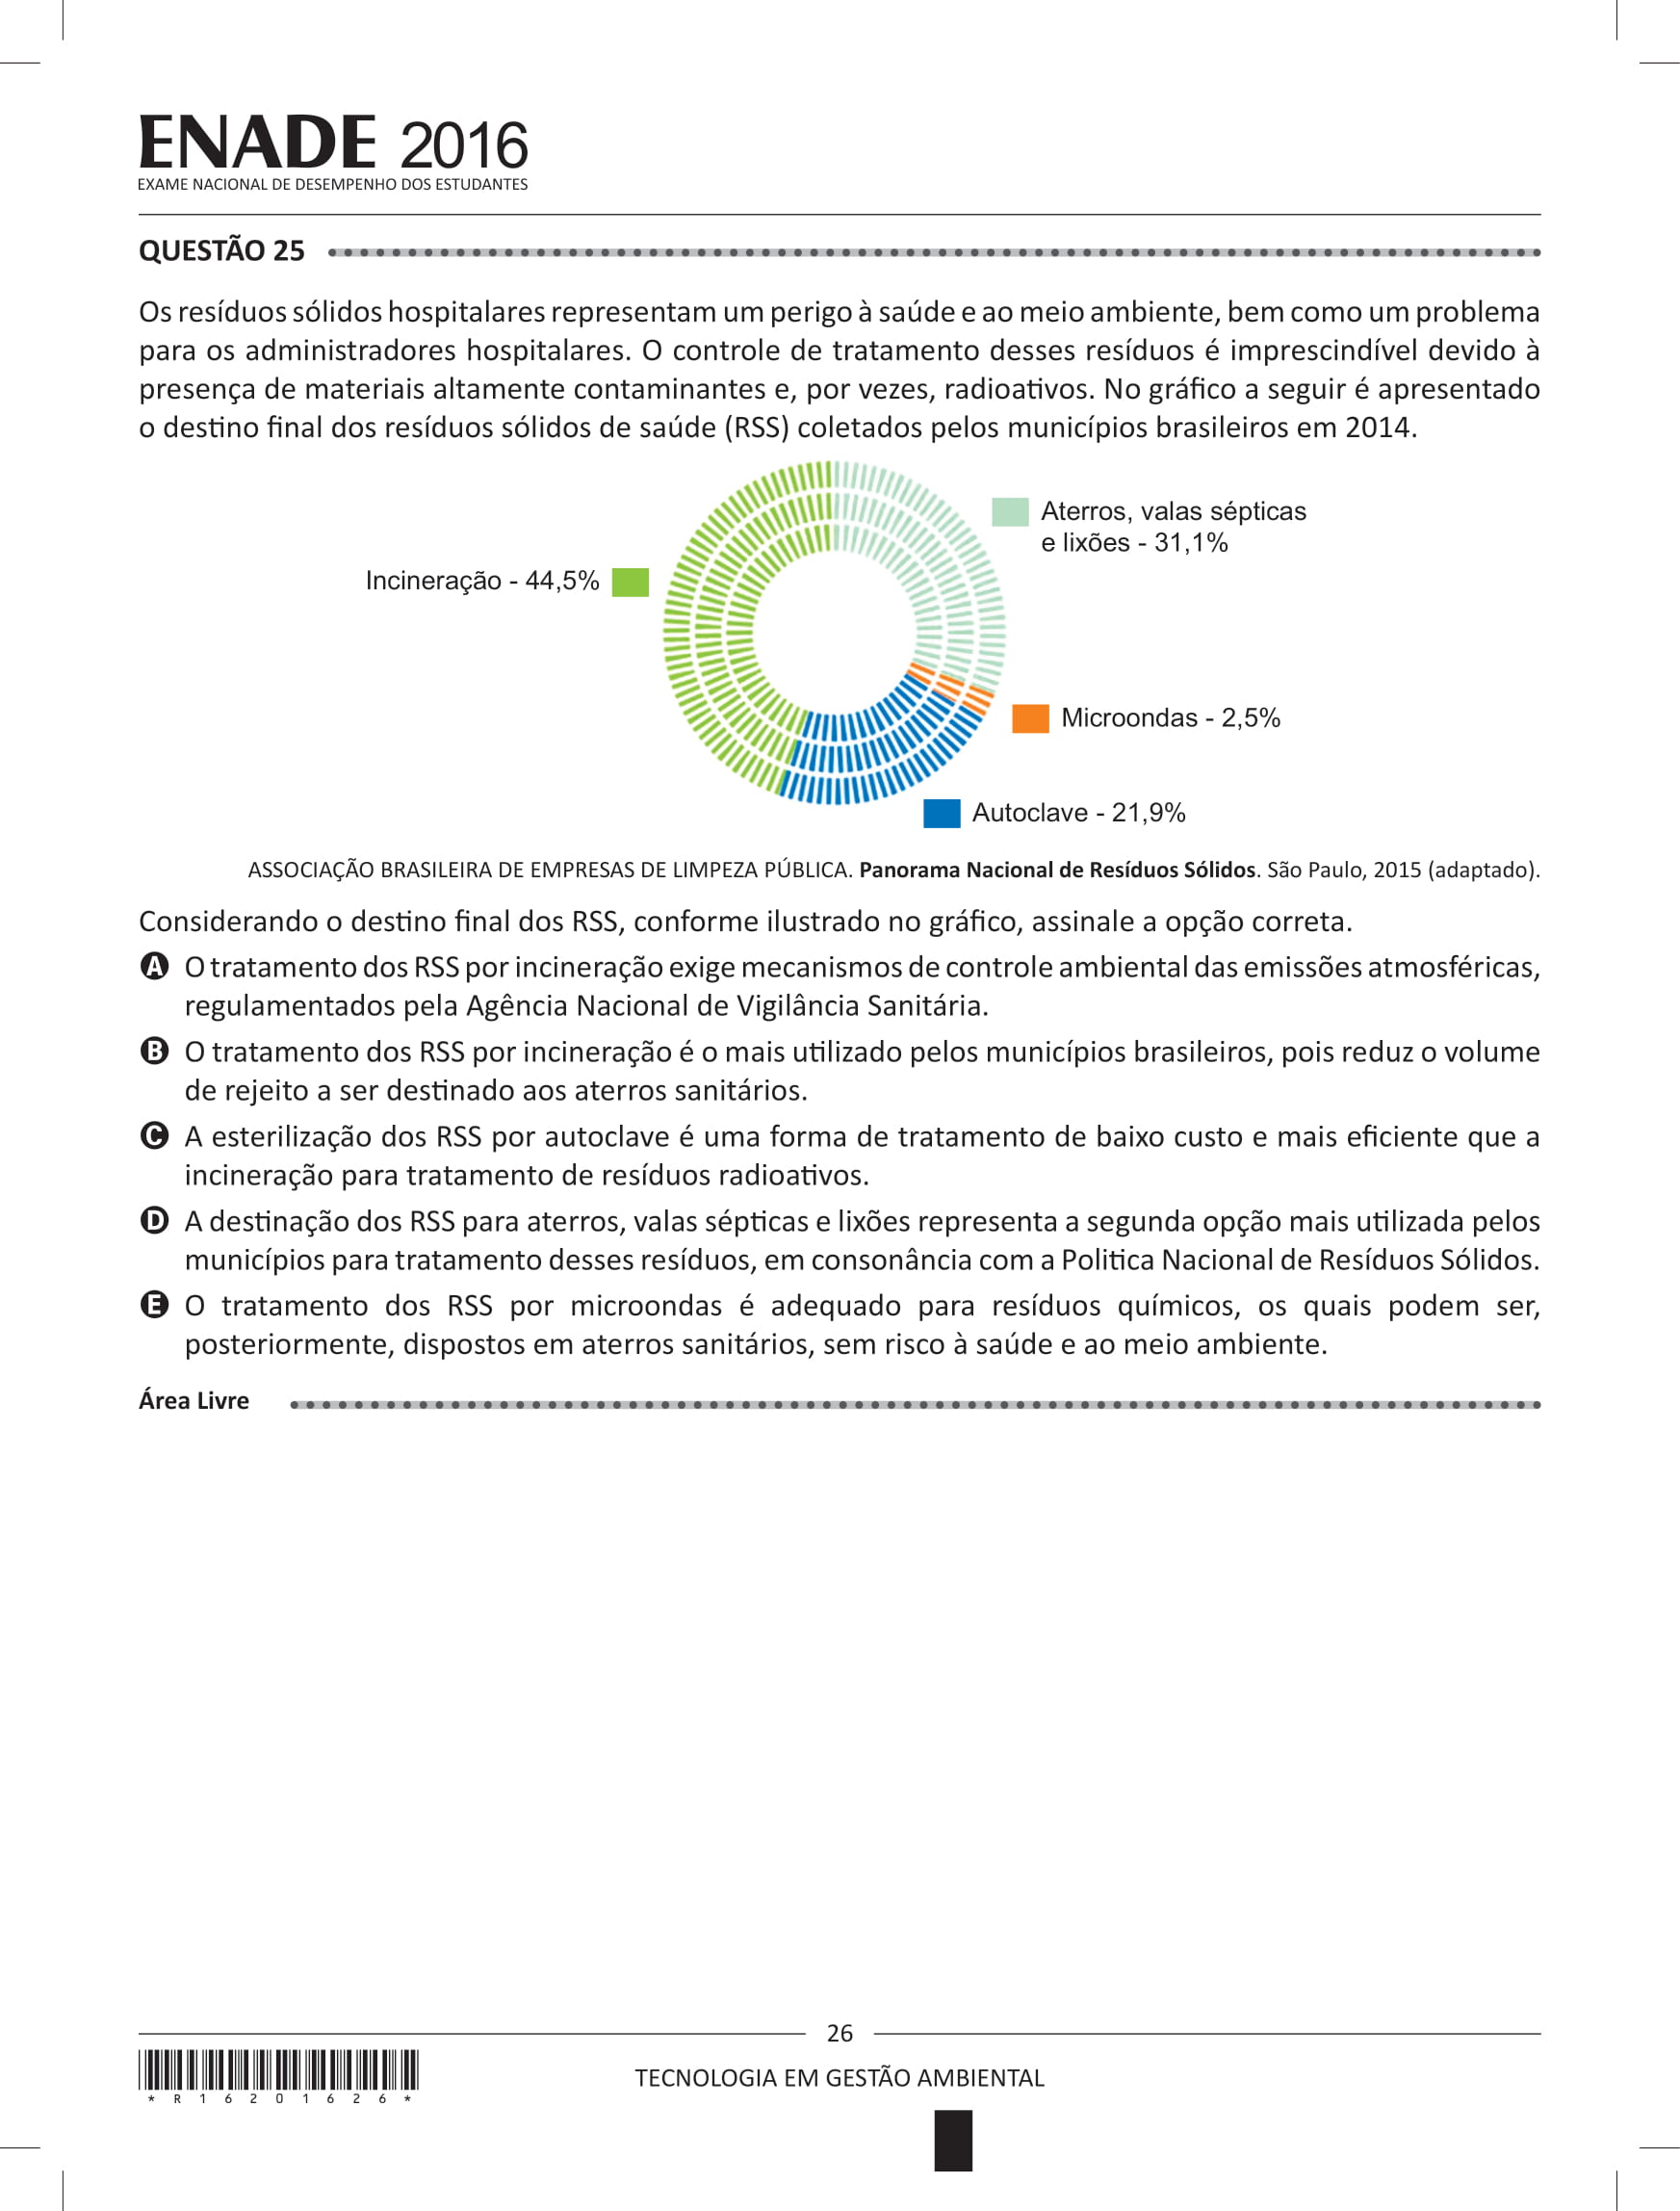 ENADE 2016
EXAME NACIONAL DE DESEMPENHO DOS ESTUDANTES
QUESTÃO 25
Os resíduos sólidos hospitalares representam um perigo à saúde e ao meio ambiente, bem como um problema
para os administradores hospitalares. O controle de tratamento desses resíduos é imprescindível devido à
presença de materiais altamente contaminantes e, por vezes, radioativos. No gráfico a seguir é apresentado
o destino final dos resíduos sólidos de saúde (RSS) coletados pelos municípios brasileiros em 2014.
Aterros, valas sépticas
e lixões - 31,1%
Incineração - 44,5%
Microondas - 2,5%
Autoclave - 21,9%
ASSOCIAÇÃO BRASILEIRA DE EMPRESAS DE LIMPEZA PÚBLICA. Panorama Nacional de Resíduos Sólidos. São Paulo, 2015 (adaptado).
Considerando o destino final dos RSS, conforme ilustrado no gráfico, assinale a opção correta.
A O tratamento dos RSS por incineração exige mecanismos de controle ambiental das emissões atmosféricas,
regulamentados pela Agência Nacional de Vigilância Sanitária.
B O tratamento dos RSS por incineração é o mais utilizado pelos municípios brasileiros, pois reduz o volume
de rejeito a ser destinado aos aterros sanitários.
C A esterilização dos RSS por autoclave é uma forma de tratamento de baixo custo e mais eficiente que a
incineração para tratamento de resíduos radioativos.
D A destinação dos RSS para aterros, valas sépticas e lixões representa a segunda opção mais utilizada pelos
municípios para tratamento desses resíduos, em consonância com a Politica Nacional de Resíduos Sólidos.
E O tratamento dos RSS por microondas é adequado para resíduos químicos, os quais podem ser,
posteriormente, dispostos em aterros sanitários, sem risco à saúde e ao meio ambiente.
Área Livre
26
TECNOLOGIA EM GESTÃO AMBIENTAL
* R 1 6 2 0 1 6 2 6 *